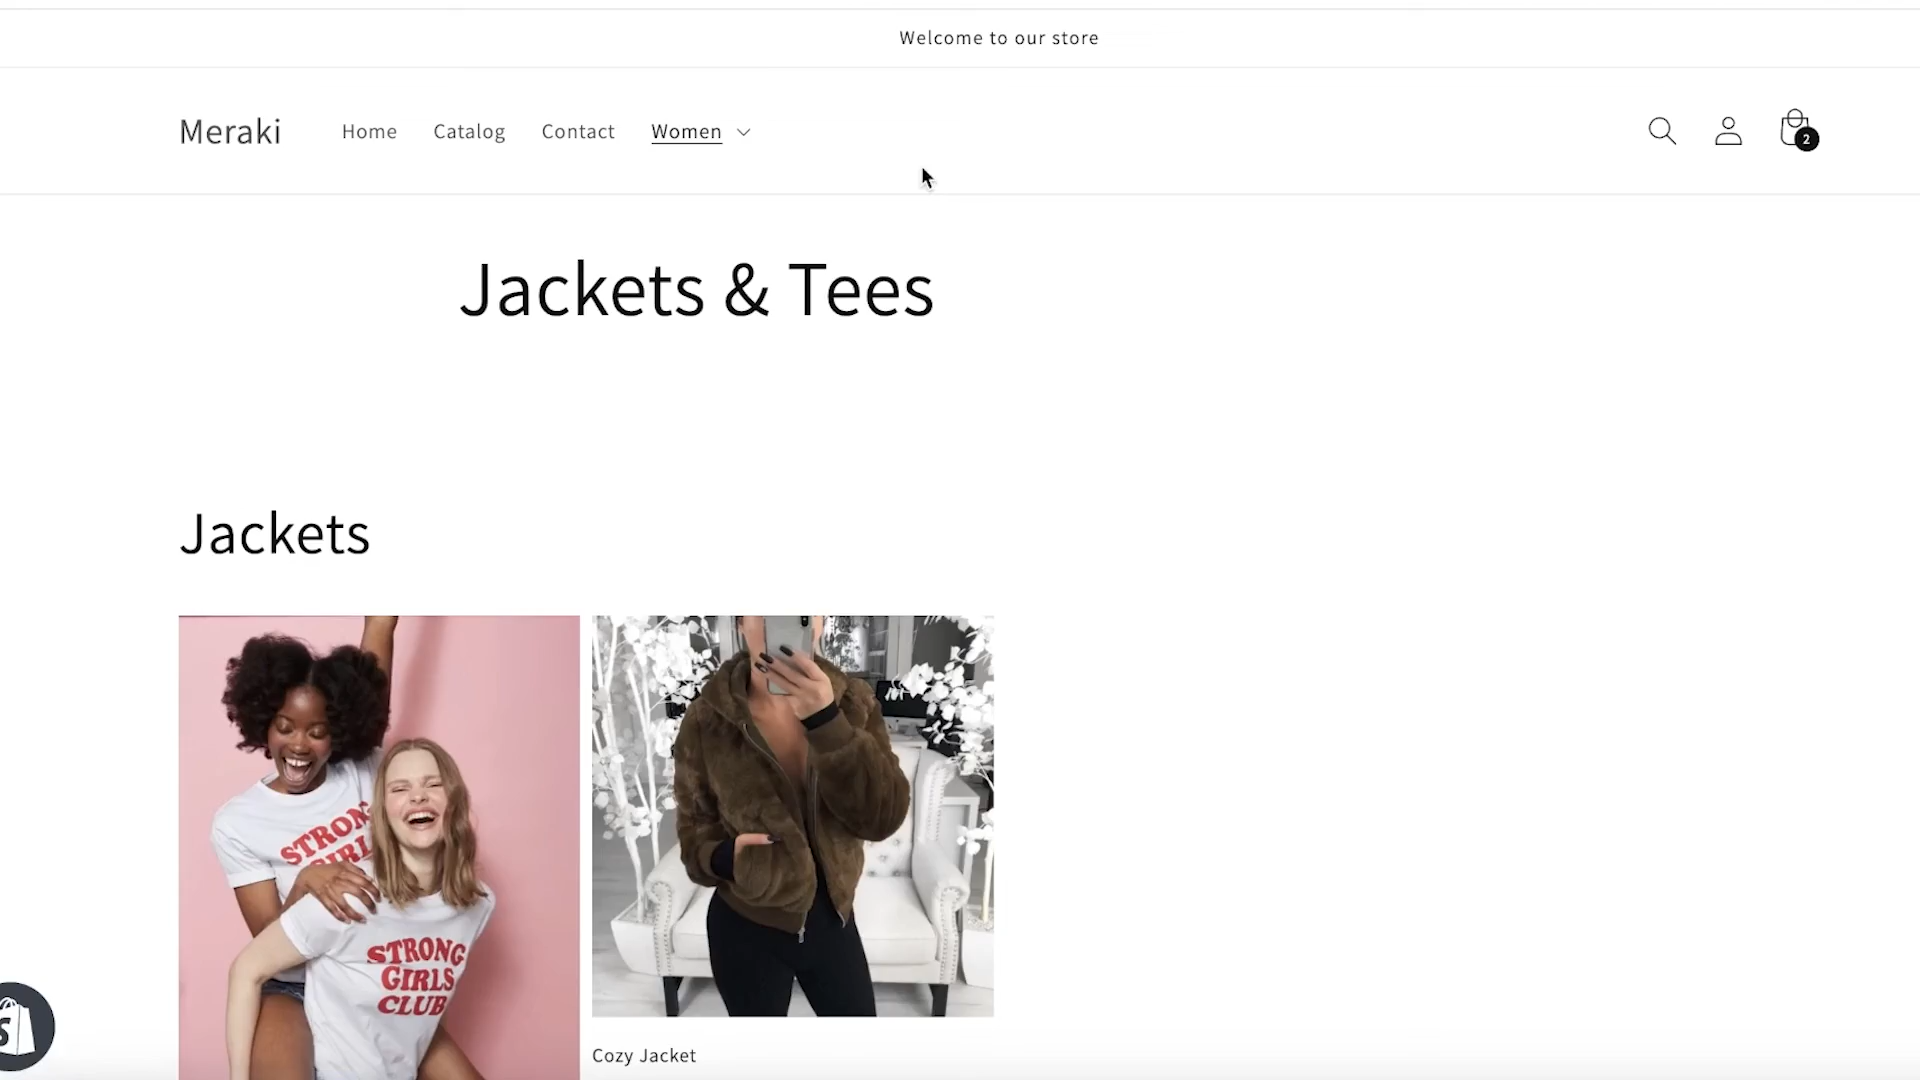 Welcome to our store
Meraki
Home Catalog Contact Women
2
Jackets & Tees
Jackets
STRONG
GIRLS
CLUB
Cozy Jacket